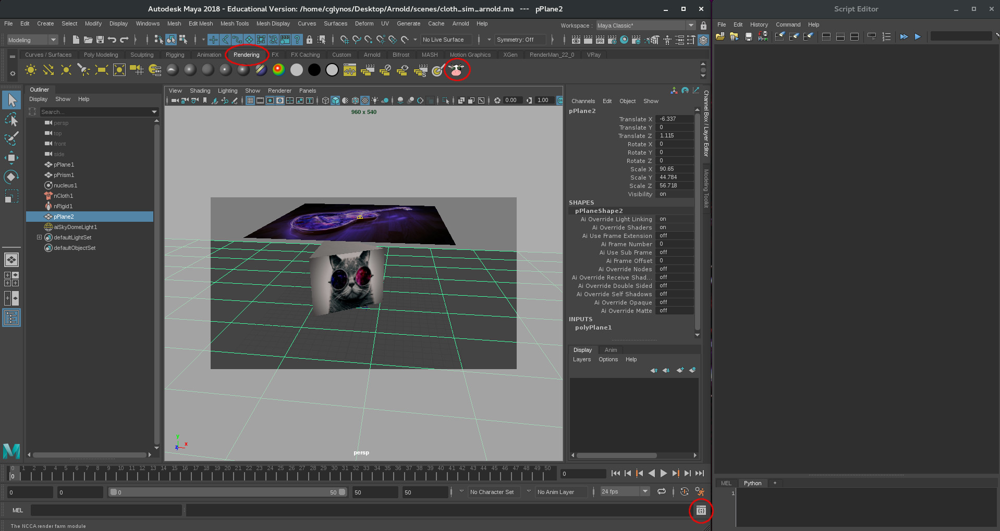 Autodesk Maya 2018 - Educational Version: /home/cglynos/Desktop/Arnold/scenes/cloth_sim_arnold.ma --- pPlane2
File Edit Create Select Modify Display Windows Mesh Edit Mesh Mesh Tools Mesh Display Curves Surfaces Deform UV Generate Cache Arnold Help
Workspace : Maya Classic*
Modeling
No Live Surface
Symmetry: Off
IPR
Curves / Surfaces Poly Modeling Sculpting Rigging Animation Rendering FX FX Caching Custom Arnold Bifrost MASH Motion Graphics XGen RenderMan_22_0 VRay
Outliner
Display Show Help
Search...
persp
top
front
side
pPlane1
pPrism1
nucleus1
nCloth1
nRigid1
pPlane2
aiSkyDomeLight1
defaultLightSet
defaultObjectSet
View Shading Lighting Show Renderer Panels
0.00
1.00
960 x 540
persp
y
z x
Channels Edit Object Show
pPlane2
Translate X -6.337
Translate Y 0
Translate Z 1.115
Rotate X 0
Rotate Y 0
Rotate Z 0
Scale X 90.65
Scale Y 44.784
Scale Z 56.718
Visibility on
SHAPES
pPlaneShape2
Ai Override Light Linking on
Ai Override Shaders on
Ai Use Frame Extension off
Ai Frame Number 0
Ai Use Sub Frame off
Ai Frame Offset 0
Ai Override Nodes off
Ai Override Receive Shad... off
Ai Override Double Sided off
Ai Override Self Shadows off
Ai Override Opaque off
Ai Override Matte off
INPUTS
polyPlane1
Channel Box / Layer Editor
Modeling Toolkit
Display Anim
Layers Options Help
0 1 2 3 4 5 6 7 8 9 10 11 12 13 14 15 16 17 18 19 20 21 22 23 24 25 26 27 28 29 30 31 32 33 34 35 36 37 38 39 40 41 42 43 44 45 46 47 48 49 50
0
0
0
0
0
50
50
50
No Character Set
No Anim Layer
24 fps
MEL
The NCCA render farm module
Script Editor
File Edit History Command Help
MEL Python +
1